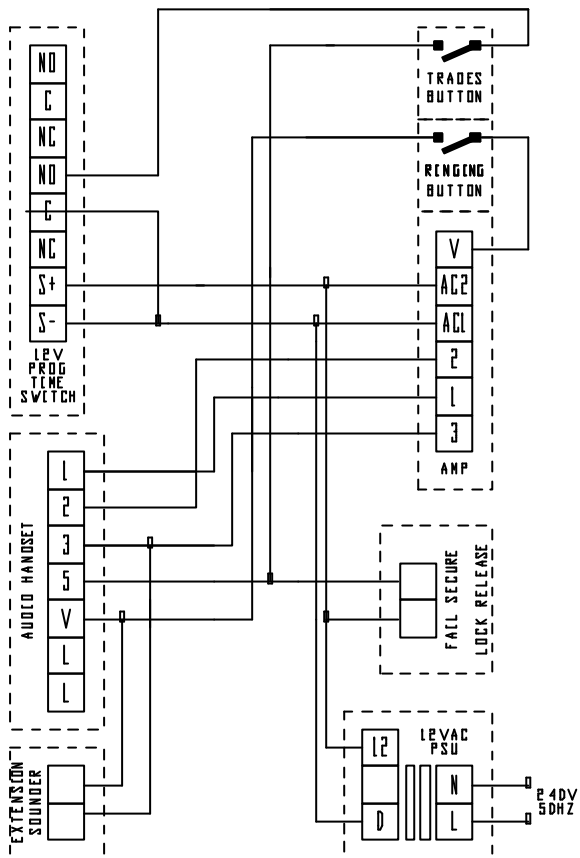 NO
C
NC
NO
C
NC
S+
S-
12V
PROG
TIME
SWITCH
TRADES
BUTTON
RINGING
BUTTON
V
AC2
AC1
2
1
3
AMP
AUDIO HANDSET
1
2
3
5
V
L
L
FAIL SECURE
LOCK RELEASE
EXTENSION
SOUNDER
12VAC
PSU
12
0
N
L
240V
50HZ